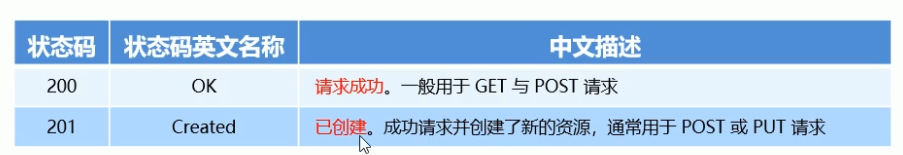 状态码 状态码英文名称 中文描述
200 OK 请求成功。一般用于 GET 与 POST 请求
201 Created 已创建。成功请求并创建了新的资源，通常用于 POST 或 PUT 请求